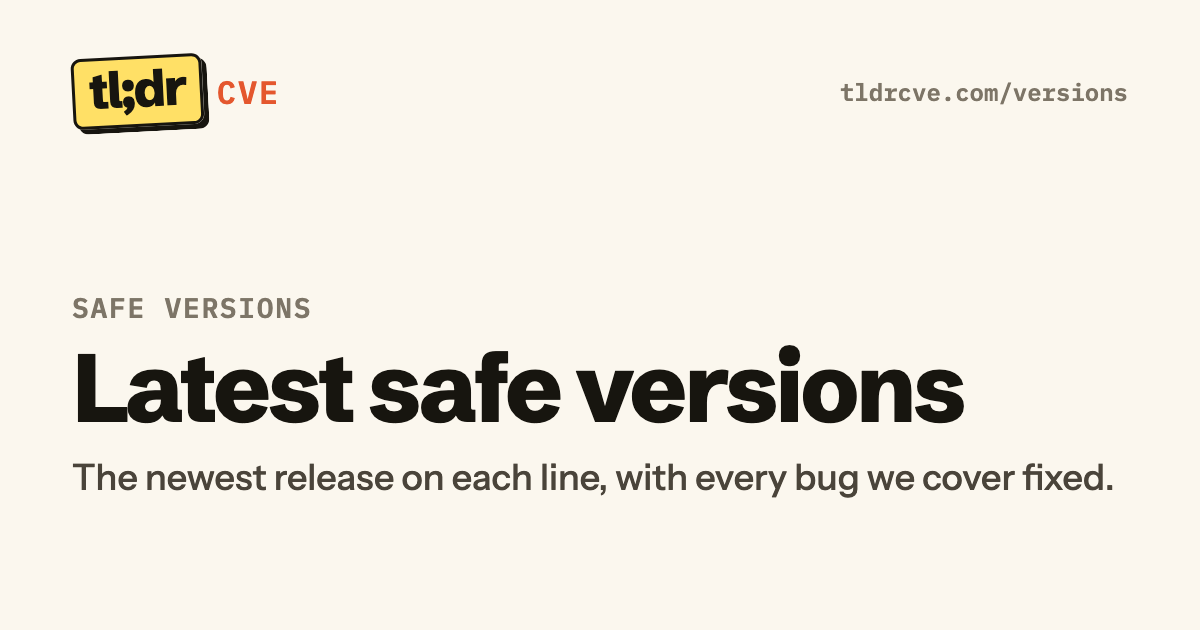 tl;dr CVE
tldrcve.com/versions
SAFE VERSIONS
Latest safe versions
The newest release on each line, with every bug we cover fixed.